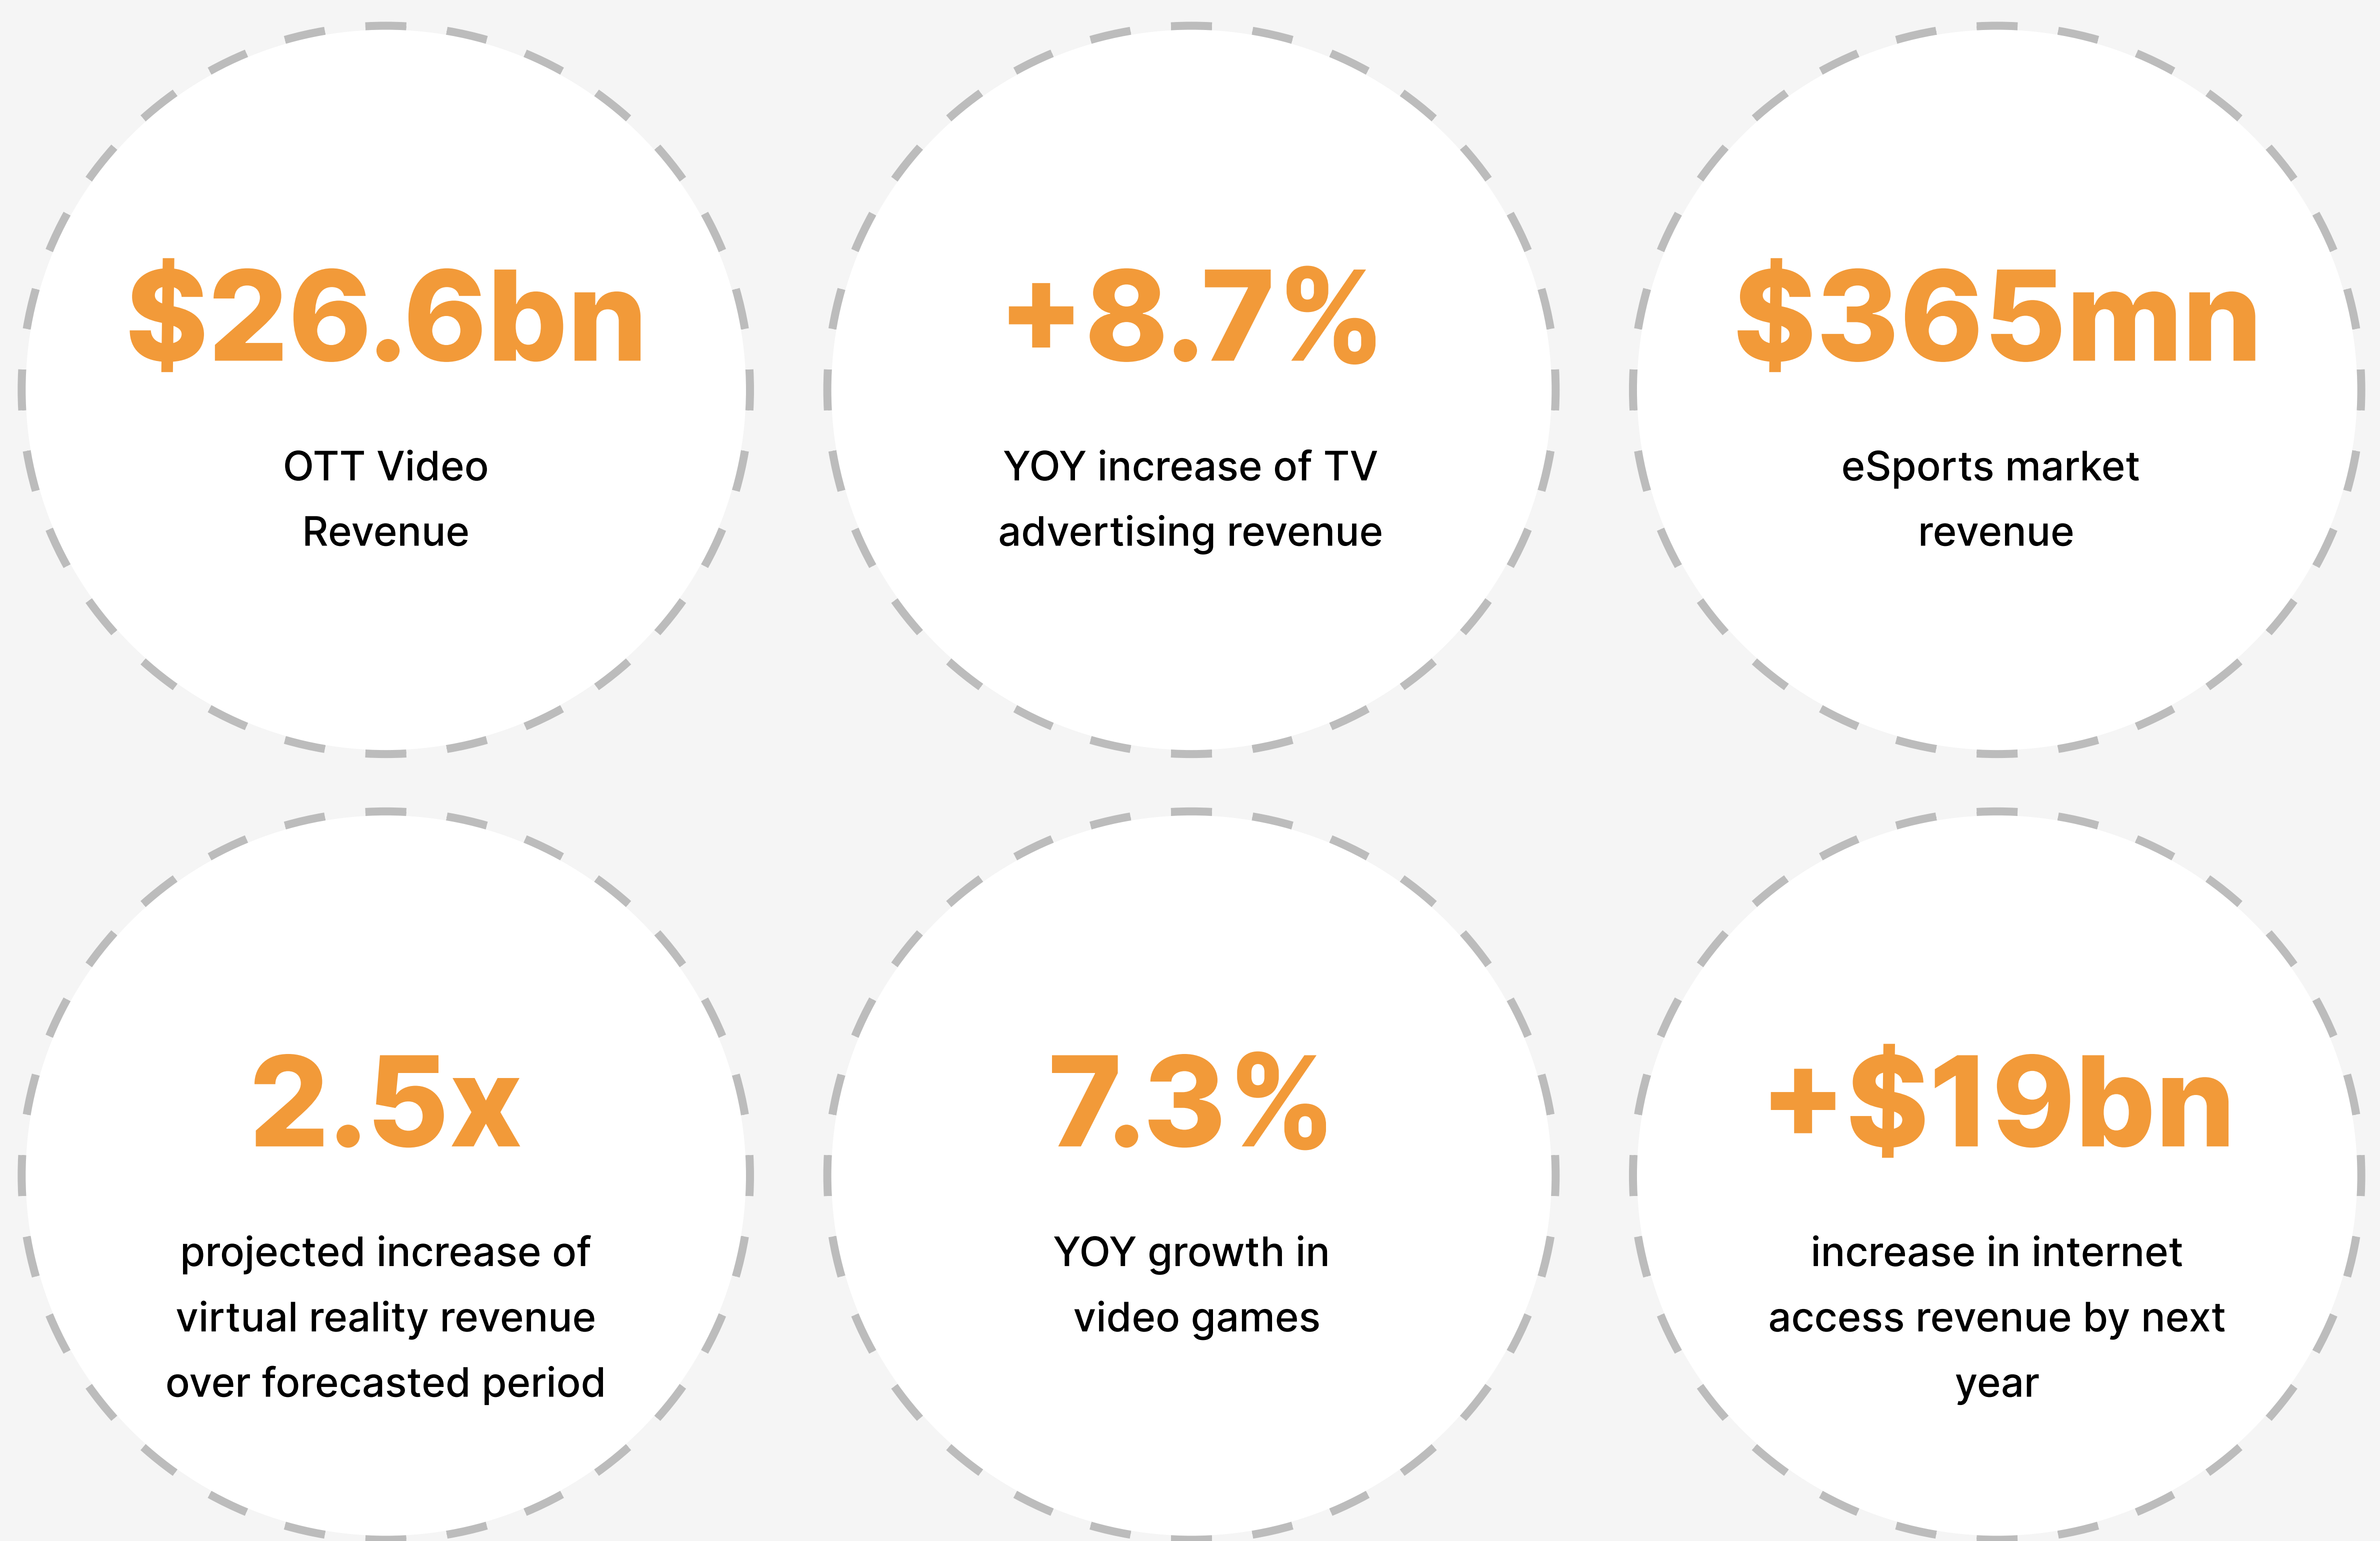 $26.6bn
OTT Video
Revenue
+8.7%
YOY increase of TV
advertising revenue
$365mn
eSports market
revenue
2.5x
projected increase of
virtual reality revenue
over forecasted period
7.3%
YOY growth in
video games
+$19bn
increase in internet
access revenue by next
year